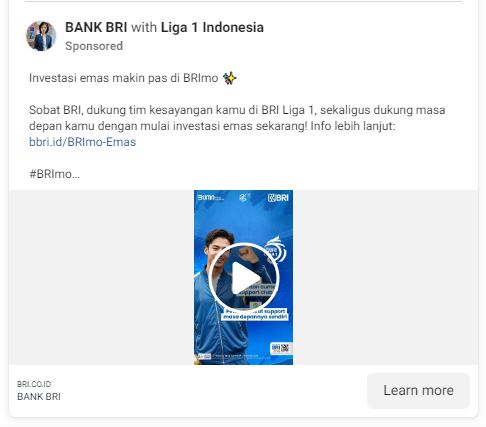 BANK BRI with Liga 1 Indonesia
Sponsored
Investasi emas makin pas di BRImo ✨
Sobat BRI, dukung tim kesayangan kamu di BRI Liga 1, sekaligus dukung masa
depan kamu dengan mulai investasi emas sekarang! Info lebih lanjut:
bbri.id/BRImo-Emas
#BRImo...
BUMN
BRI
support club
support
masa depannya sendiri
BRI.CO.ID
BANK BRI
Learn more